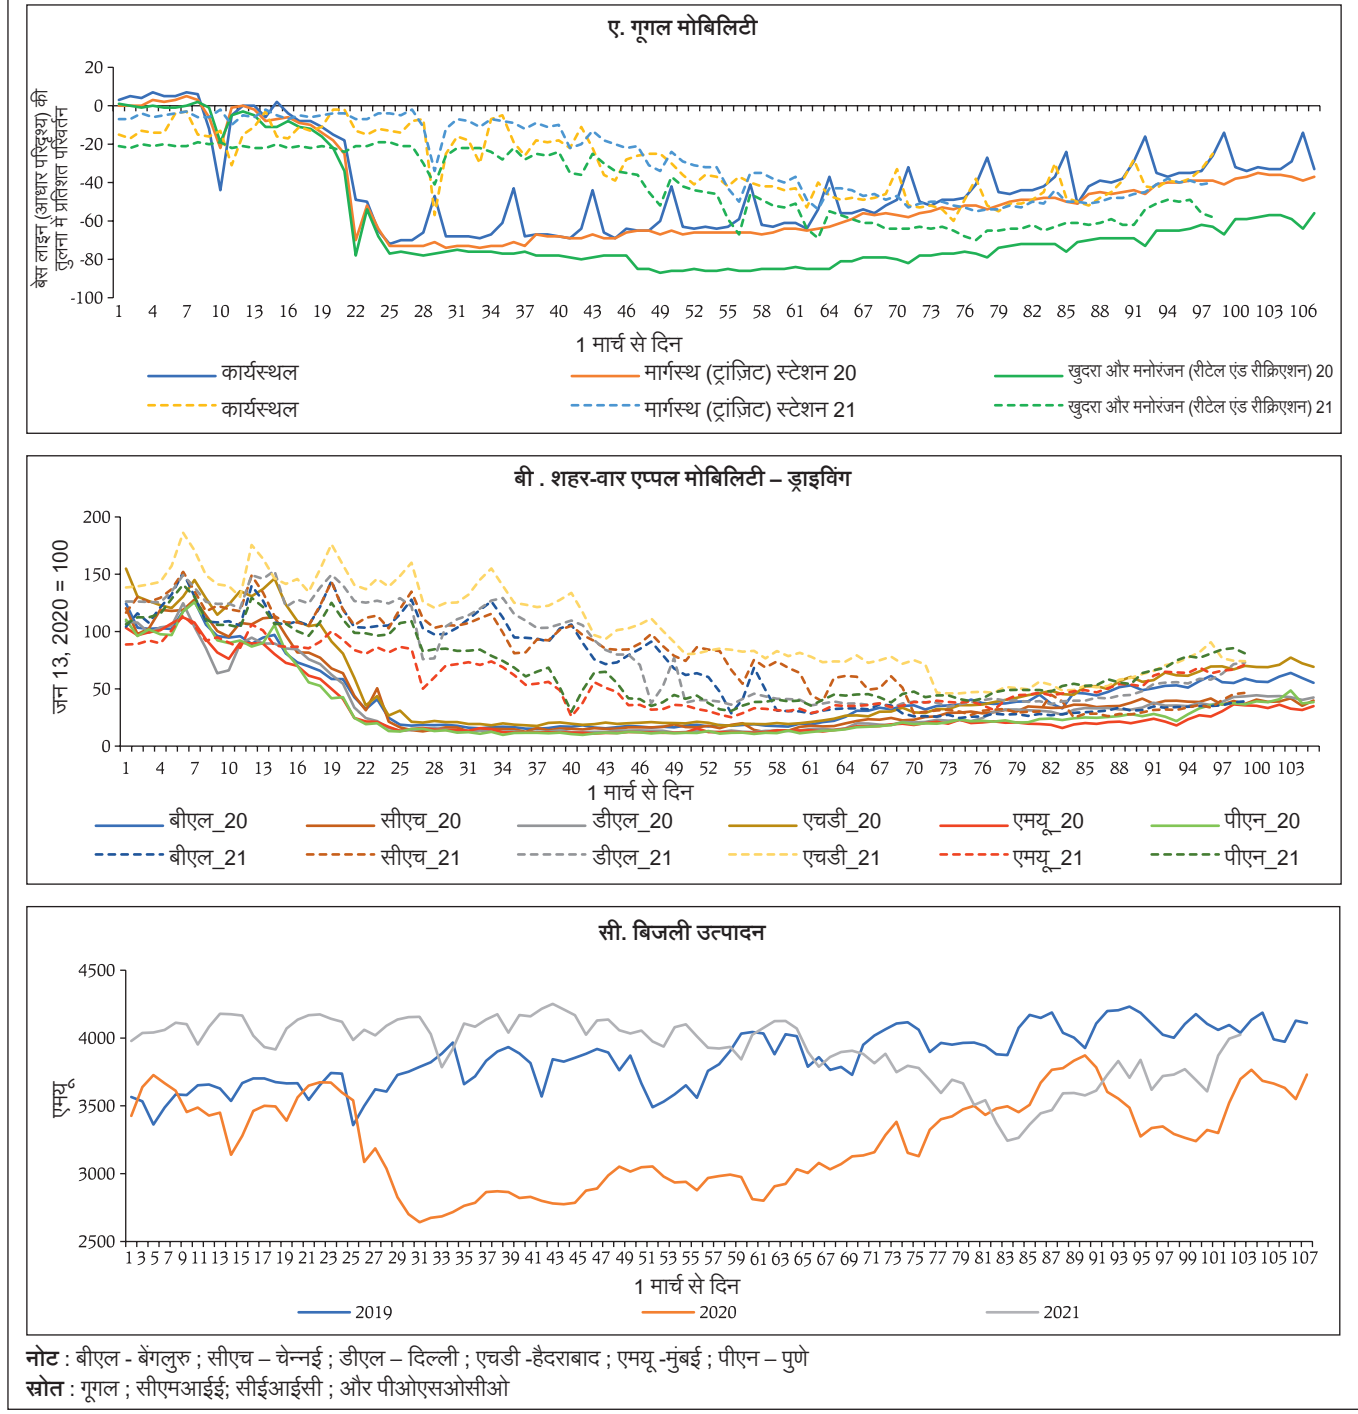 ए. गूगल मोबिलिटी
बेस लाइन (आधार परिदृश्य) की
तुलना में प्रतिशत परिवर्तन
20
0
-20
-40
-60
-80
-100
1 4 7 10 13 16 19 22 25 28 31 34 37 40 43 46 49 52 55 58 61 64 67 70 73 76 79 82 85 88 91 94 97 100 103 106
1 मार्च से दिन
कार्यस्थल मार्गस्थ (ट्रांज़िट) स्टेशन 20 खुदरा और मनोरंजन (रीटेल एंड रीक्रिएशन) 20
कार्यस्थल मार्गस्थ (ट्रांज़िट) स्टेशन 21 खुदरा और मनोरंजन (रीटेल एंड रीक्रिएशन) 21
बी . शहर-वार एप्पल मोबिलिटी – ड्राइविंग
जन 13, 2020 = 100
200
150
100
50
0
1 4 7 10 13 16 19 22 25 28 31 34 37 40 43 46 49 52 55 58 61 64 67 70 73 76 79 82 85 88 91 94 97 100 103
1 मार्च से दिन
बीएल_20 सीएच_20 डीएल_20 एचडी_20 एमयू_20 पीएन_20
बीएल_21 सीएच_21 डीएल_21 एचडी_21 एमयू_21 पीएन_21
सी. बिजली उत्पादन
एमयू
4500
4000
3500
3000
2500
1 3 5 7 9 11 13 15 17 19 21 23 25 27 29 31 33 35 37 39 41 43 45 47 49 51 53 55 57 59 61 63 65 67 69 71 73 75 77 79 81 83 85 87 89 91 93 95 97 99 101 103 105 107
1 मार्च से दिन
2019 2020 2021
नोट : बीएल - बेंगलुरु ; सीएच – चेन्नई ; डीएल – दिल्ली ; एचडी -हैदराबाद ; एमयू -मुंबई ; पीएन – पुणे
स्रोत : गूगल ; सीएमआईई; सीईआईसी ; और पीओएसओसीओ